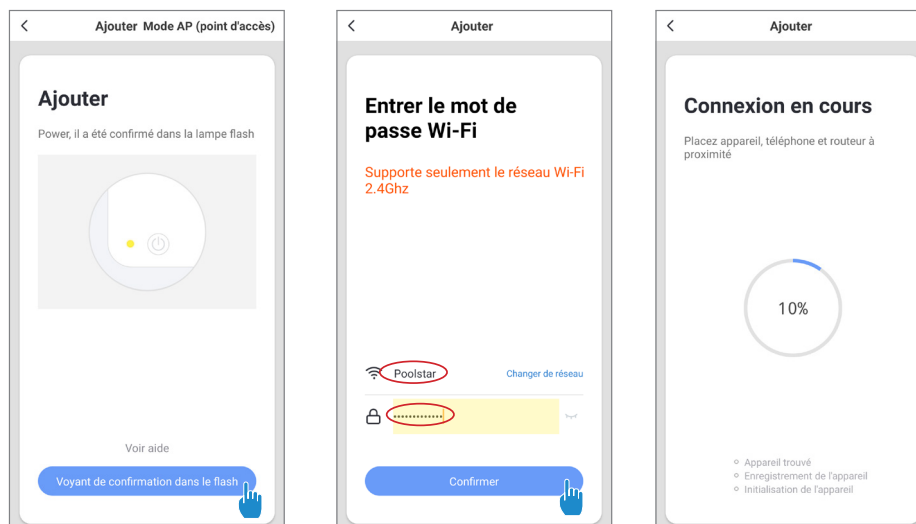 Ajouter Mode AP (point d'accès)
Ajouter
Power, il a été confirmé dans la lampe flash
Voir aide
Voyant de confirmation dans le flash
Ajouter
Entrer le mot de
passe Wi-Fi
Supporte seulement le réseau Wi-Fi
2.4Ghz
Poolstar
Changer de réseau
••••••••••••
Confirmer
Ajouter
Connexion en cours
Placez appareil, téléphone et routeur à
proximité
10%
Appareil trouvé
Enregistrement de l'appareil
Initialisation de l'appareil